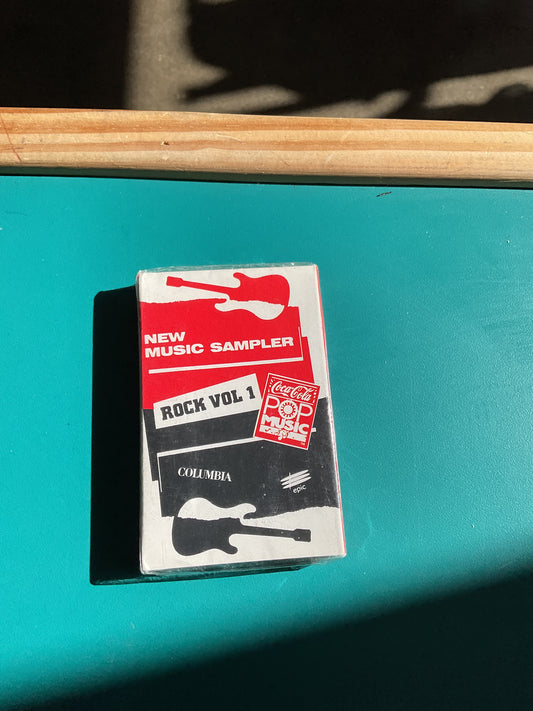 NEW
MUSIC SAMPLER
ROCK VOL 1
Coca-Cola
POP
MUSIC
COLUMBIA
epic